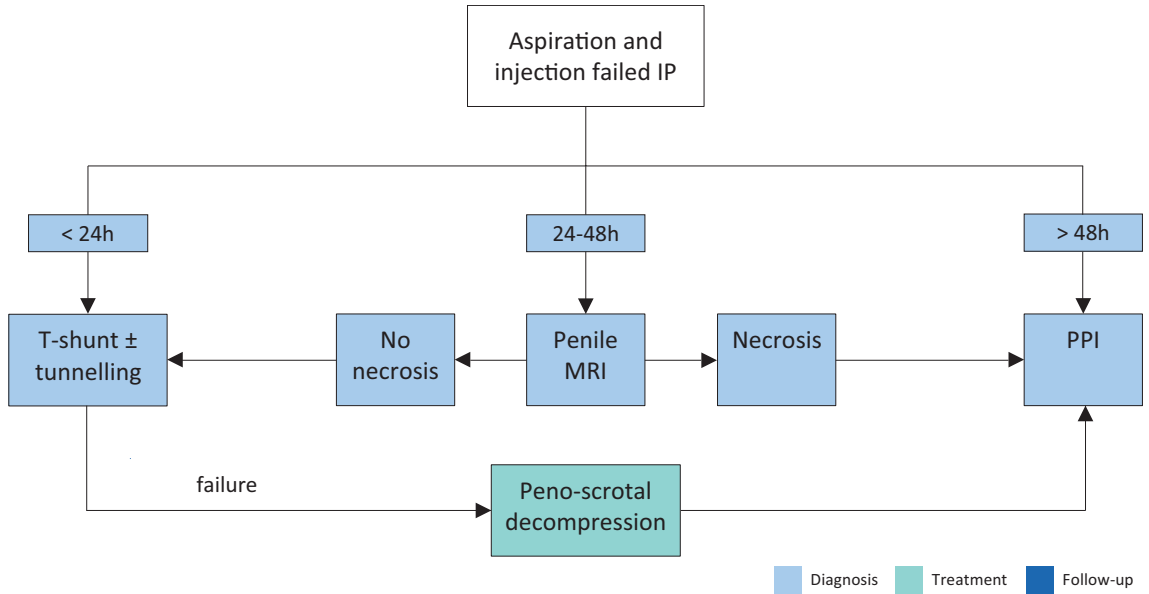 Aspiration and
injection failed IP
< 24h
24-48h
> 48h
T-shunt ±
tunnelling
No
necrosis
Penile
MRI
Necrosis
PPI
failure
Peno-scrotal
decompression
Diagnosis
Treatment
Follow-up